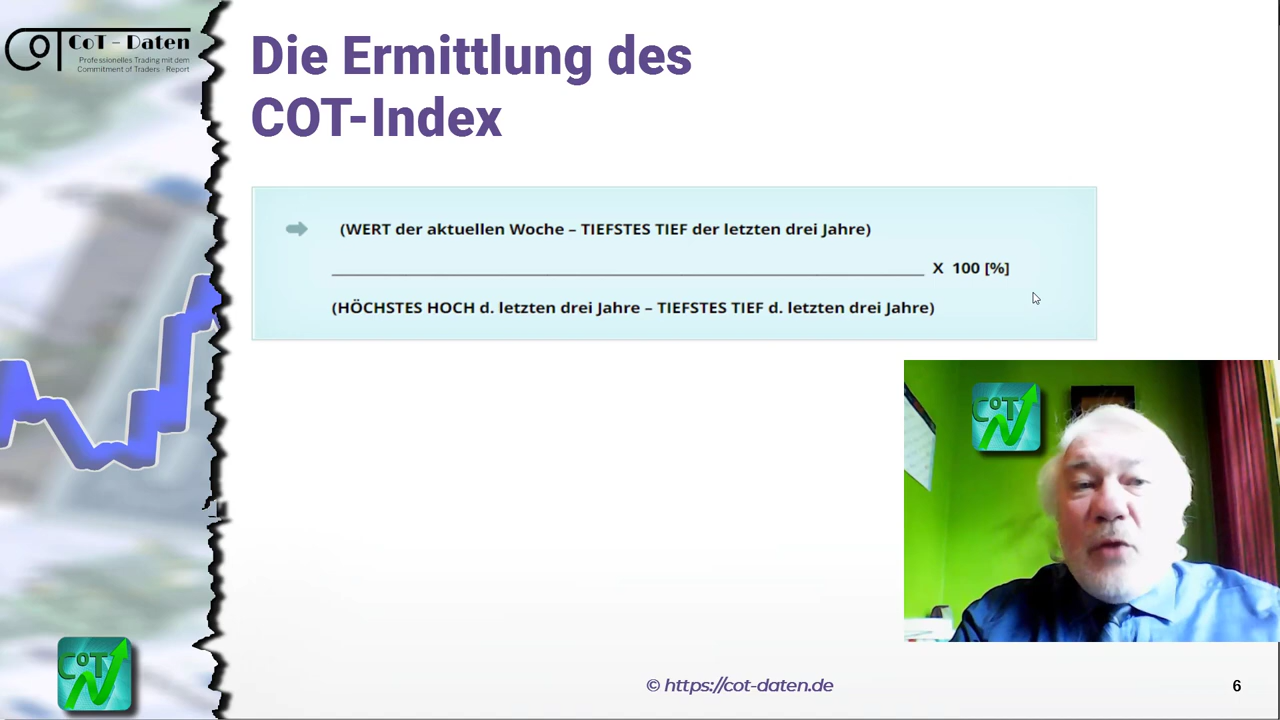 CoT
CoT - Daten
Professionelles Trading mit dem
Commitment of Traders - Report
Die Ermittlung des
COT-Index
(WERT der aktuellen Woche – TIEFSTES TIEF der letzten drei Jahre)
X 100 [%]
(HÖCHSTES HOCH d. letzten drei Jahre – TIEFSTES TIEF d. letzten drei Jahre)
CoT
CoT
© https://cot-daten.de
6